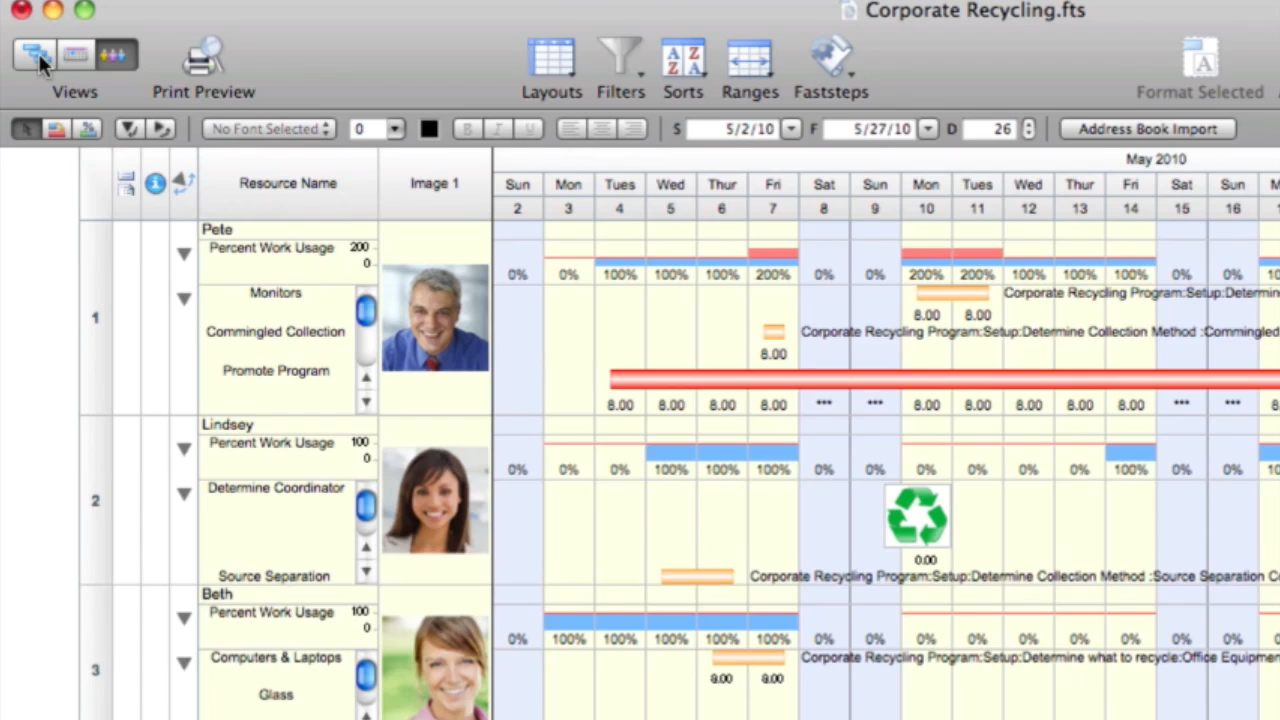 Corporate Recycling.fts
Views Print Preview Layouts Filters Sorts Ranges Faststeps Format Selected
No Font Selected 0 B I U S 5/2/10 F 5/27/10 D 26 Address Book Import
May 2010
Resource Name Image 1 Sun Mon Tues Wed Thur Fri Sat Sun Mon Tues Wed Thur Fri Sat Sun M
2 3 4 5 6 7 8 9 10 11 12 13 14 15 16
Pete
Percent Work Usage 200
0
0% 0% 100% 100% 100% 200% 0% 0% 200% 200% 100% 100% 100% 0% 0% 10
1
Monitors Corporate Recycling Program:Setup:Determine
8.00 8.00
Commingled Collection Corporate Recycling Program:Setup:Determine Collection Method :Commingled
8.00
Promote Program
8.00 8.00 8.00 8.00 *** *** 8.00 8.00 8.00 8.00 8.00 *** *** 8.
Lindsey
Percent Work Usage 100
0
0% 0% 0% 100% 100% 100% 0% 0% 0% 0% 0% 0% 100% 0% 0% 10
2
Determine Coordinator
0.00
Source Separation Corporate Recycling Program:Setup:Determine Collection Method :Source Separation Co
Beth
Percent Work Usage 100
0
0% 100% 100% 100% 100% 100% 0% 0% 0% 0% 0% 0% 0% 0% 0% 0%
3
Computers & Laptops Corporate Recycling Program:Setup:Determine what to recycle:Office Equipmen
8.00 8.00
Glass